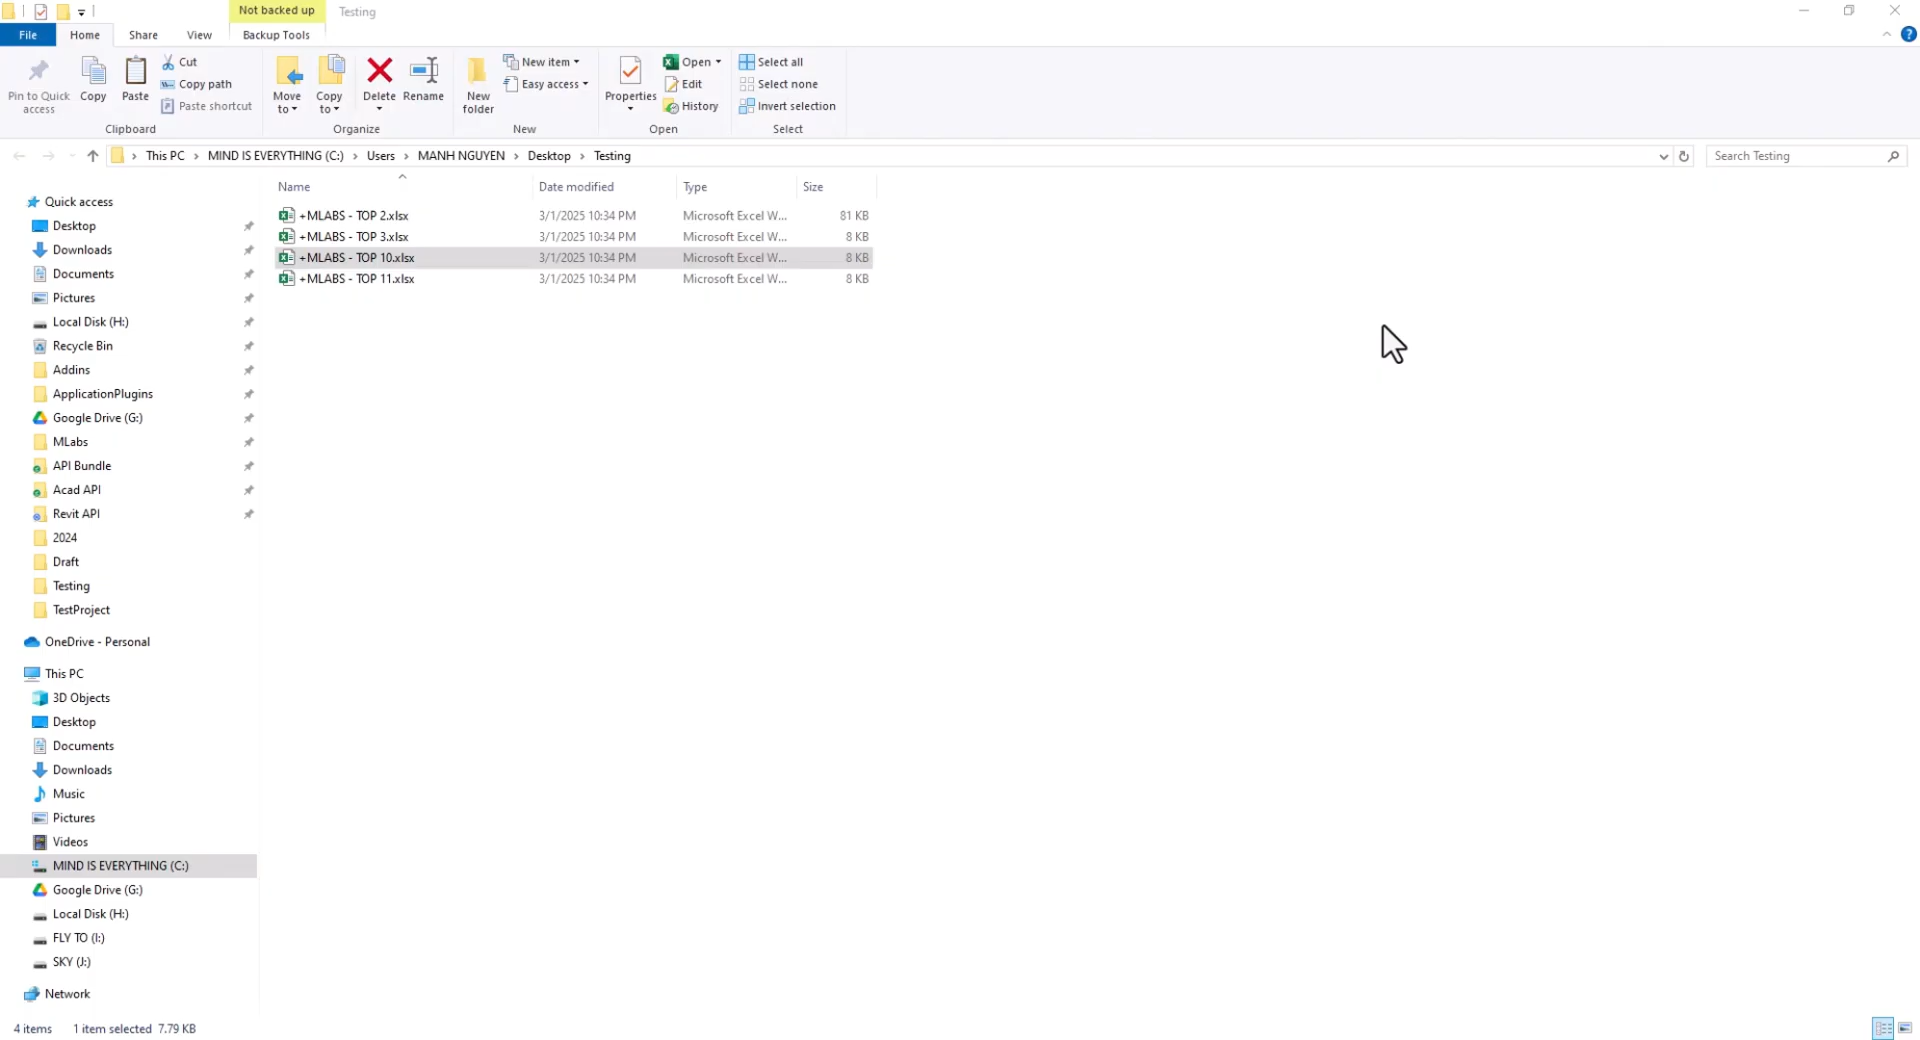 Not backed up
Testing
File
Home
Share
View
Backup Tools
Pin to Quick access
Copy
Paste
Cut
Copy path
Paste shortcut
Clipboard
Move to
Copy to
Delete
Rename
Organize
New folder
New item
Easy access
New
Properties
Open
Edit
History
Open
Select all
Select none
Invert selection
Select
This PC > MINDI IS EVERYTHING (C:) > Users > MANH NGUYEN > Desktop > Testing
Search Testing
Name
Date modified
Type
Size
+MLABS - TOP 2.xlsx 3/1/2025 10:34 PM Microsoft Excel W... 81 KB
+MLABS - TOP 3.xlsx 3/1/2025 10:34 PM Microsoft Excel W... 8 KB
+MLABS - TOP 10.xlsx 3/1/2025 10:34 PM Microsoft Excel W... 8 KB
+MLABS - TOP 11.xlsx 3/1/2025 10:34 PM Microsoft Excel W... 8 KB
Quick access
Desktop
Downloads
Documents
Pictures
Local Disk (H:)
Recycle Bin
Addins
ApplicationPlugins
Google Drive (G:)
MLabs
API Bundle
Acad API
Revit API
2024
Draft
Testing
TestProject
OneDrive - Personal
This PC
3D Objects
Desktop
Documents
Downloads
Music
Pictures
Videos
MIND IS EVERYTHING (C:)
Google Drive (G:)
Local Disk (H:)
FLY TO (I:)
SKY (J:)
Network
4 items 1 item selected 7.79 KB